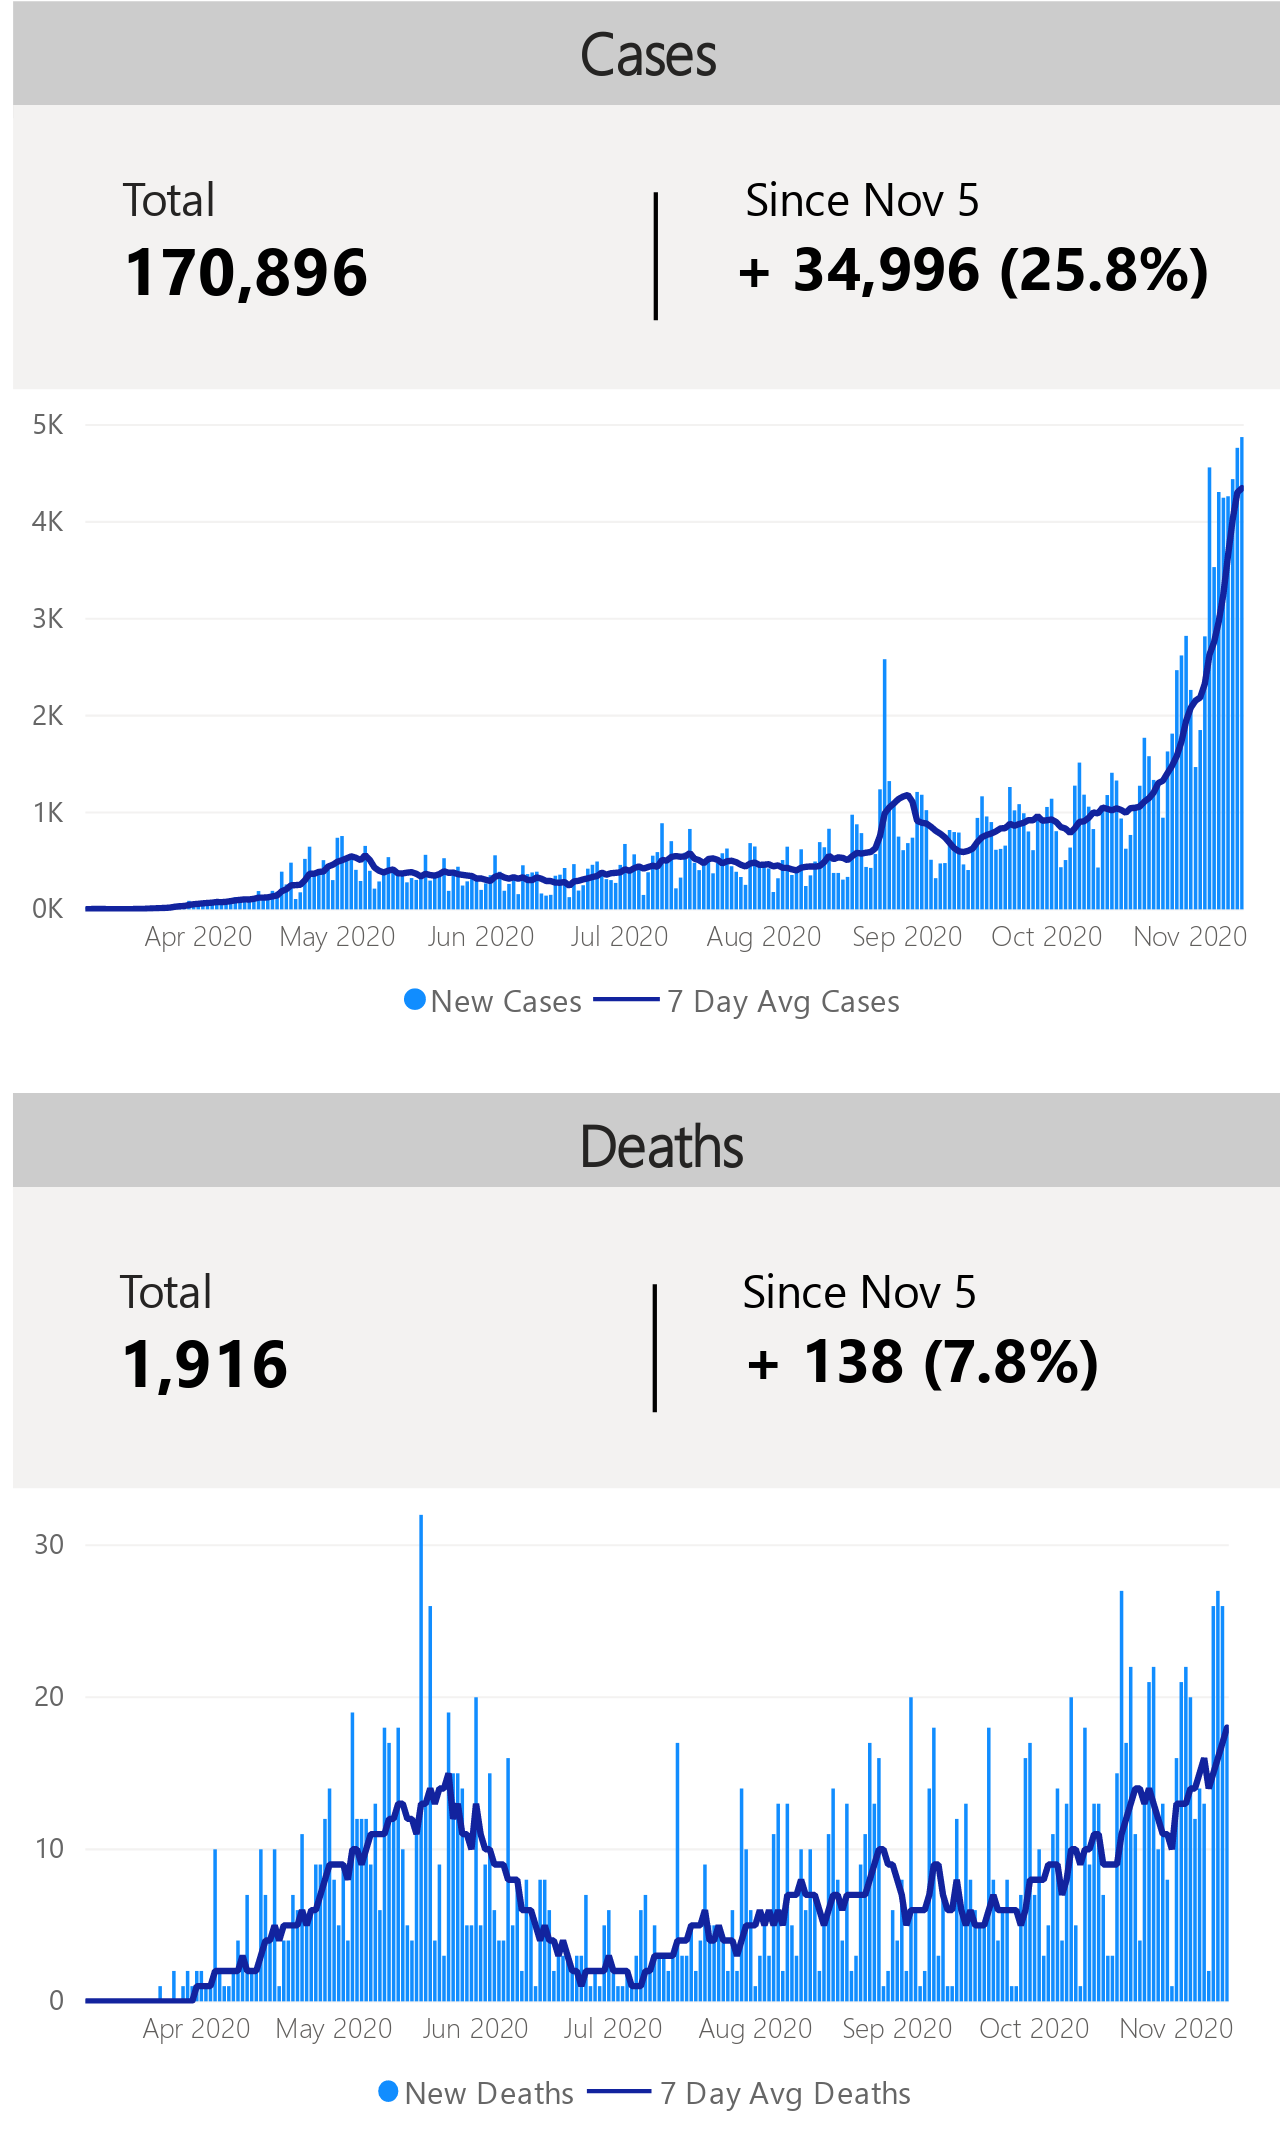 Cases
Total
Since Nov 5
170,896
+ 34,996 (25.8%)
5K
4K
3K
2K
1K
0K
Apr 2020 May 2020 Jun 2020 Jul 2020 Aug 2020 Sep 2020 Oct 2020 Nov 2020
New Cases 7 Day Avg Cases
Deaths
Total
Since Nov 5
1,916
+ 138 (7.8%)
30
20
10
0
Apr 2020 May 2020 Jun 2020 Jul 2020 Aug 2020 Sep 2020 Oct 2020 Nov 2020
New Deaths 7 Day Avg Deaths